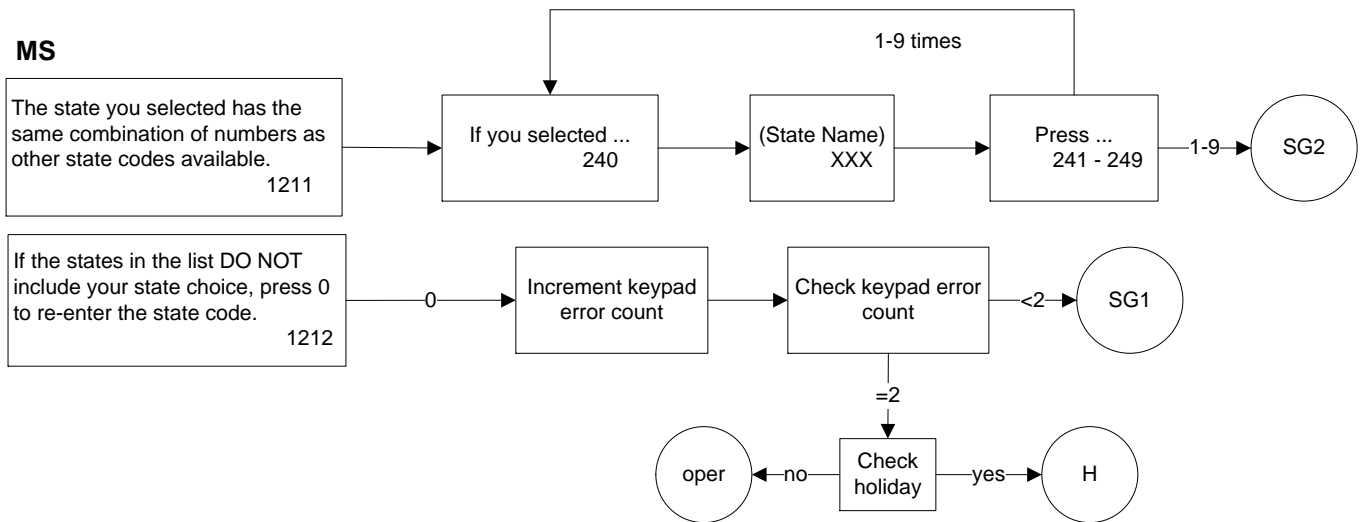 MS
1-9 times
The state you selected has the
same combination of numbers as
other state codes available.
1211
If you selected ...
240
(State Name)
XXX
Press ...
241 - 249
1-9
SG2
If the states in the list DO NOT
include your state choice, press 0
to re-enter the state code.
1212
0
Increment keypad
error count
Check keypad error
count
<2
SG1
=2
oper
no
Check
holiday
yes
H